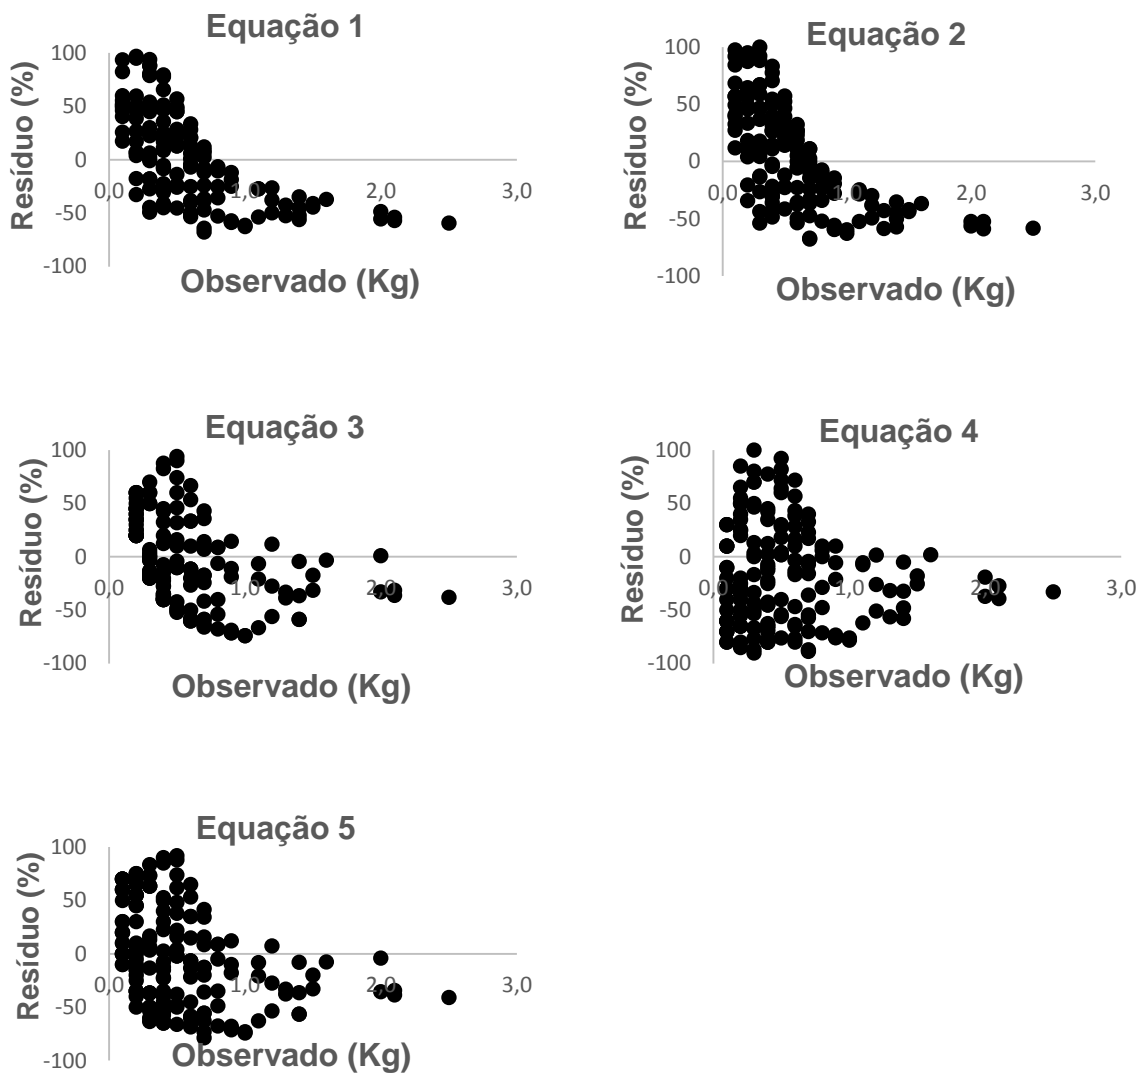 Equação 1
Resíduo (%)
100
50
0
-50
-100
0,0 1,0 2,0 3,0
Observado (Kg)
Equação 2
Resíduo (%)
100
50
0
-50
-100
0,0 1,0 2,0 3,0
Observado (Kg)
Equação 3
Resíduo (%)
100
50
0
-50
-100
0,0 1,0 2,0 3,0
Observado (Kg)
Equação 4
Resíduo (%)
100
50
0
-50
-100
0,0 1,0 2,0 3,0
Observado (Kg)
Equação 5
Resíduo (%)
100
50
0
-50
-100
0,0 1,0 2,0 3,0
Observado (Kg)